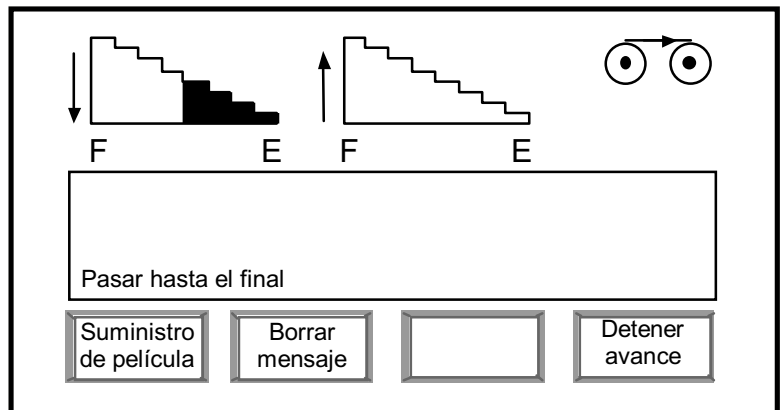 F E F E
Pasar hasta el final
Suministro
de película
Borrar
mensaje
Detener
avance